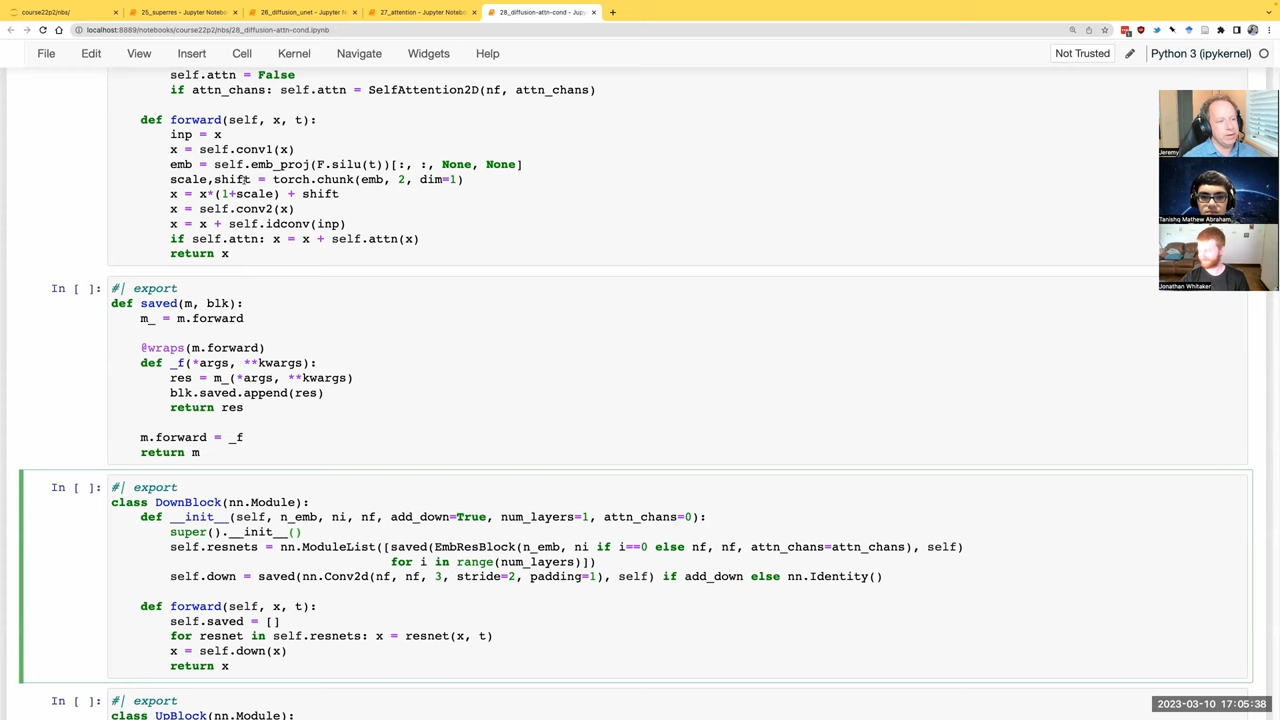 course22p2/
25_superres - Jupyter Noteb
26_diffusion_unet - Jupyter N
27_attention - Jupyter Notebo
28_diffusion-attn-cond - Jup
localhost:8889/notebooks/course22p2/nbs/28_diffusion-attn-cond.ipynb
File Edit View Insert Cell Kernel Navigate Widgets Help
Not Trusted
Python 3 (ipykernel)
self.attn = False
if attn_chans: self.attn = SelfAttention2D(nf, attn_chans)
def forward(self, x, t):
inp = x
x = self.conv1(x)
emb = self.emb_proj(F.silu(t))[:, :, None, None]
scale,shift = torch.chunk(emb, 2, dim=1)
x = x*(1+scale) + shift
x = self.conv2(x)
x = x + self.idconv(inp)
if self.attn: x = x + self.attn(x)
return x
Jeremy
Tanishq Mathew Abraham
Jonathan Whitaker
In [ ]:
#| export
def saved(m, blk):
m_ = m.forward
@wraps(m.forward)
def _f(*args, **kwargs):
res = m_(*args, **kwargs)
blk.saved.append(res)
return res
m.forward = _f
return m
In [ ]:
#| export
class DownBlock(nn.Module):
def __init__(self, n_emb, ni, nf, add_down=True, num_layers=1, attn_chans=0):
super().__init__()
self.resnets = nn.ModuleList([saved(EmbResBlock(n_emb, ni if i==0 else nf, nf, attn_chans=attn_chans), self)
for i in range(num_layers)])
self.down = saved(nn.Conv2d(nf, nf, 3, stride=2, padding=1), self) if add_down else nn.Identity()
def forward(self, x, t):
self.saved = []
for resnet in self.resnets: x = resnet(x, t)
x = self.down(x)
return x
In [ ]:
#| export
class UpBlock(nn.Module):
2023-03-10 17:05:38